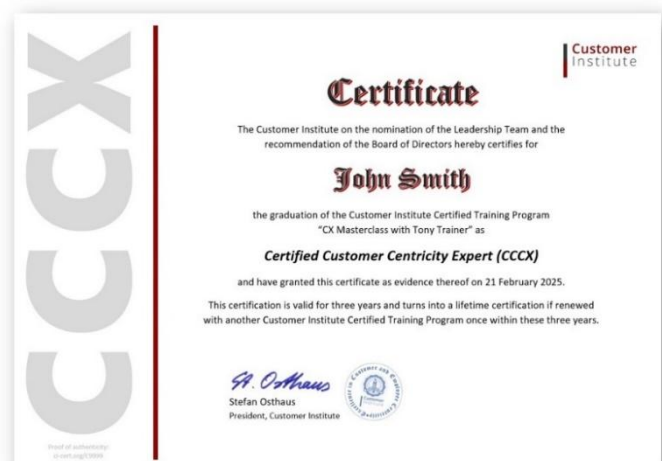 CCCX
Customer
Institute
Certificate
The Customer Institute on the nomination of the Leadership Team and the
recommendation of the Board of Directors hereby certifies for
John Smith
the graduation of the Customer Institute Certified Training Program
"CX Masterclass with Tony Trainer" as
Certified Customer Centricity Expert (CCCX)
and have granted this certificate as evidence thereof on 21 February 2025.
This certification is valid for three years and turns into a lifetime certification if renewed
with another Customer Institute Certified Training Program once within these three years.
St. Osthaus
Stefan Osthaus
President, Customer Institute
Customer
Proof of authenticity: